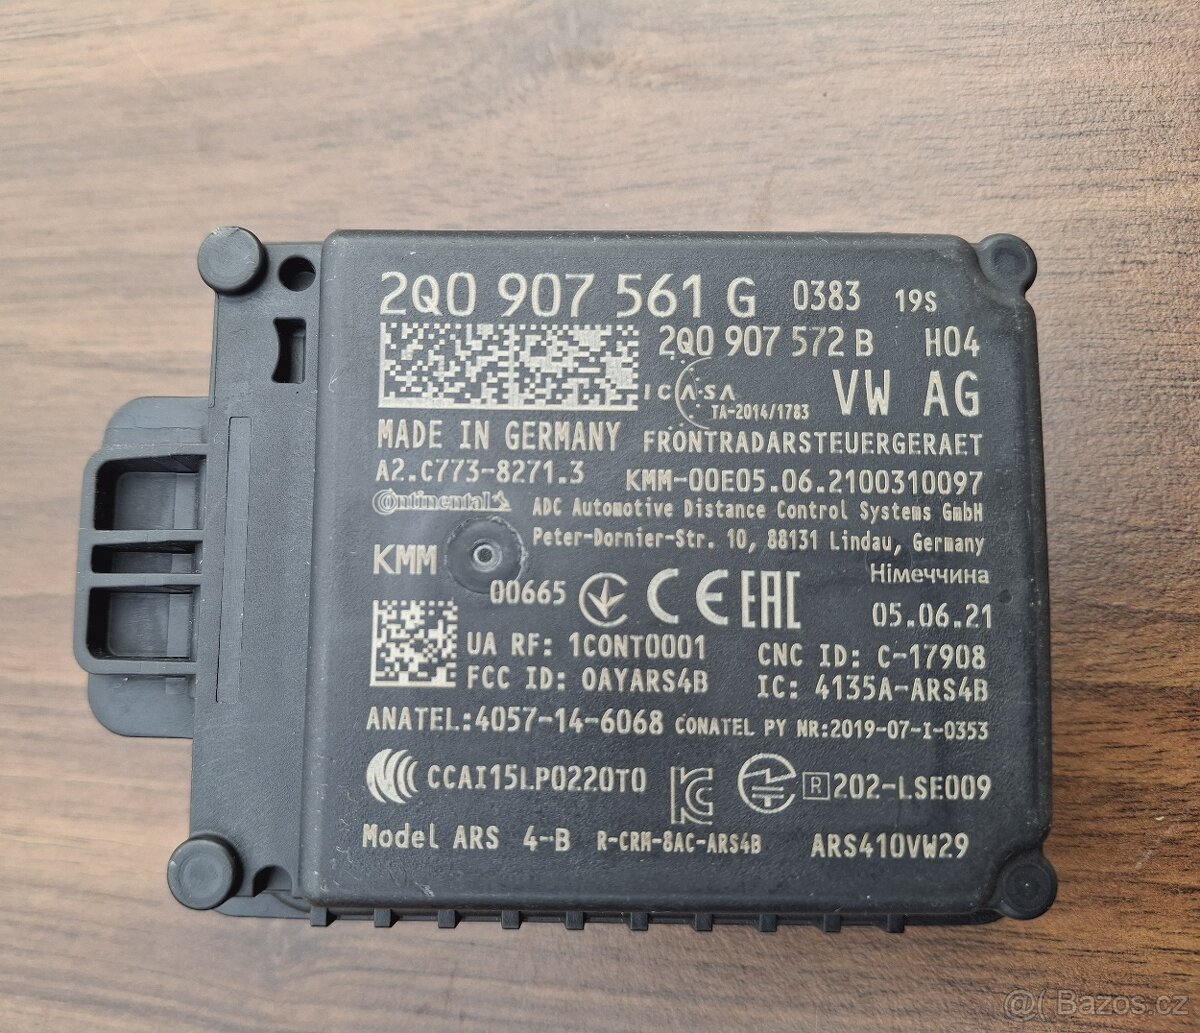 2Q0 907 561 G 0383 19S
2Q0 907 572 B H04
ICASA VW AG
TA-2014/1783
MADE IN GERMANY FRONTRADARSTEUERGERAET
A2.C773-8271.3 KMM-00E05.06.2100310097
Continental ADC Automotive Distance Control Systems GmbH
Peter-Dornier-Str. 10, 88131 Lindau, Germany
KMM Німеччина
00665 CE EAC 05.06.21
UA RF: 1CONT0001 CNC ID: C-17908
FCC ID: OAYARS4B IC: 4135A-ARS4B
ANATEL:4057-14-6068 CONATEL PY NR:2019-07-I-0353
CCAI15LP0220T0 KC R 202-LSE009
Model ARS 4-B R-CRM-8AC-ARS4B ARS410VW29
@( Bazos.cz